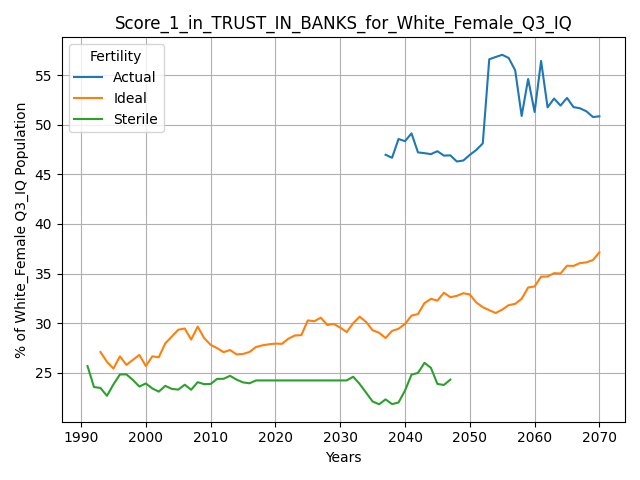 Score_1_in_TRUST_IN_BANKS_for_White_Female_Q3_IQ
Fertility
Actual
Ideal
Sterile
% of White_Female Q3_IQ Population
55
50
45
40
35
30
25
1990 2000 2010 2020 2030 2040 2050 2060 2070
Years